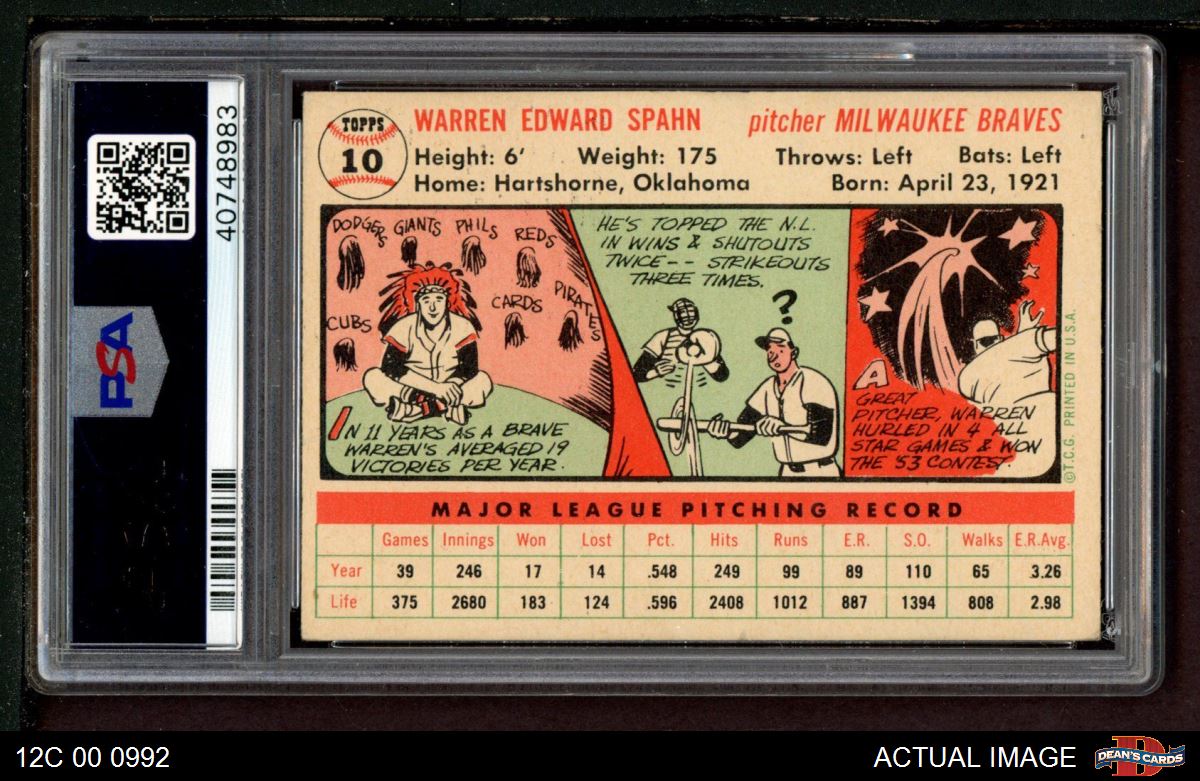 PSA
40748983
TOPPS
10
WARREN EDWARD SPAHN pitcher MILWAUKEE BRAVES
Height: 6' Weight: 175 Throws: Left Bats: Left
Home: Hartshorne, Oklahoma Born: April 23, 1921
DODGERS GIANTS PHILS REDS
CARDS PIRATES
CUBS
IN 11 YEARS AS A BRAVE
WARREN'S AVERAGED 19
VICTORIES PER YEAR.
HE'S TOPPED THE N.L.
IN WINS & SHUTOUTS
TWICE-- STRIKEOUTS
THREE TIMES.
?
A
GREAT
PITCHER, WARREN
HURLED IN 4 ALL
STAR GAMES & WON
THE '53 CONTEST.
©T.C.G. PRINTED IN U.S.A.
MAJOR LEAGUE PITCHING RECORD
Games Innings Won Lost Pct. Hits Runs E.R. S.O. Walks E.R.Avg.
Year 39 246 17 14 .548 249 99 89 110 65 3.26
Life 375 2680 183 124 .596 2408 1012 887 1394 808 2.98
12C 00 0992 ACTUAL IMAGE
D
DEAN'S CARDS